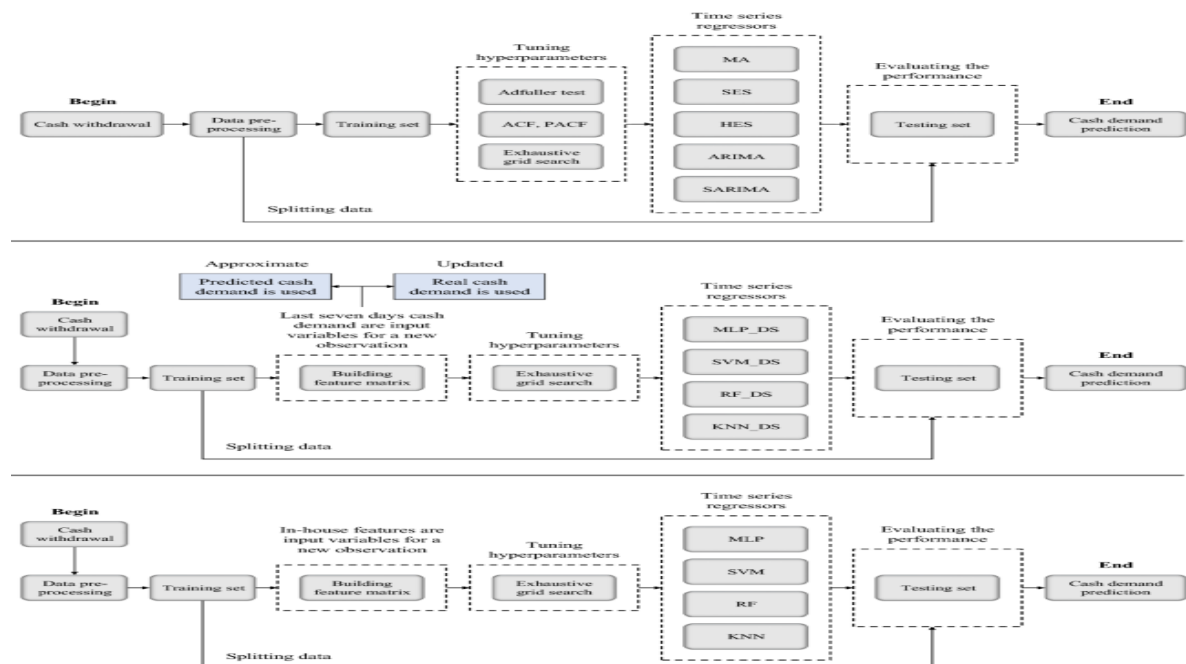 Time series
regressors
Tuning
hyperparameters
MA
Evaluating the
performance
Adfuller test
SES
Begin
End
Cash withdrawal
Data pre-
processing
Training set
ACF, PACF
HES
Testing set
Cash demand
prediction
Exhaustive
grid search
ARIMA
SARIMA
Splitting data
Approximate
Updated
Predicted cash
demand is used
Real cash
demand is used
Time series
regressors
Begin
Cash
withdrawal
Last seven days cash
demand are input
variables for a new
observation
Tuning
hyperparameters
MLP_DS
Evaluating the
performance
SVM_DS
End
Data pre-
processing
Training set
Building
feature matrix
Exhaustive
grid search
Testing set
Cash demand
prediction
RF_DS
KNN_DS
Splitting data
Time series
regressors
Begin
Cash
withdrawal
In-house features are
input variables for a
new observation
Tuning
hyperparameters
MLP
Evaluating the
performance
SVM
End
Data pre-
processing
Training set
Building
feature matrix
Exhaustive
grid search
Testing set
Cash demand
prediction
RF
KNN
Splitting data